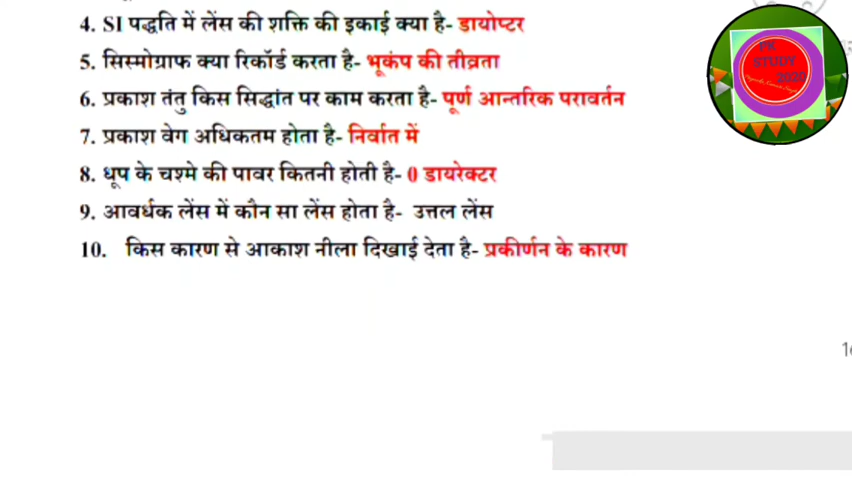 4. SI पद्धति में लेंस की शक्ति की इकाई क्या है- डायोप्टर
5. सिस्मोग्राफ क्या रिकॉर्ड करता है- भूकंप की तीव्रता
6. प्रकाश तंतु किस सिद्धांत पर काम करता है- पूर्ण आन्तरिक परावर्तन
7. प्रकाश वेग अधिकतम होता है- निर्वात में
8. धूप के चश्मे की पावर कितनी होती है- 0 डायरेक्टर
9. आवर्धक लेंस में कौन सा लेंस होता है- उत्तल लेंस
10. किस कारण से आकाश नीला दिखाई देता है- प्रकीर्णन के कारण
PK
STUDY
2020